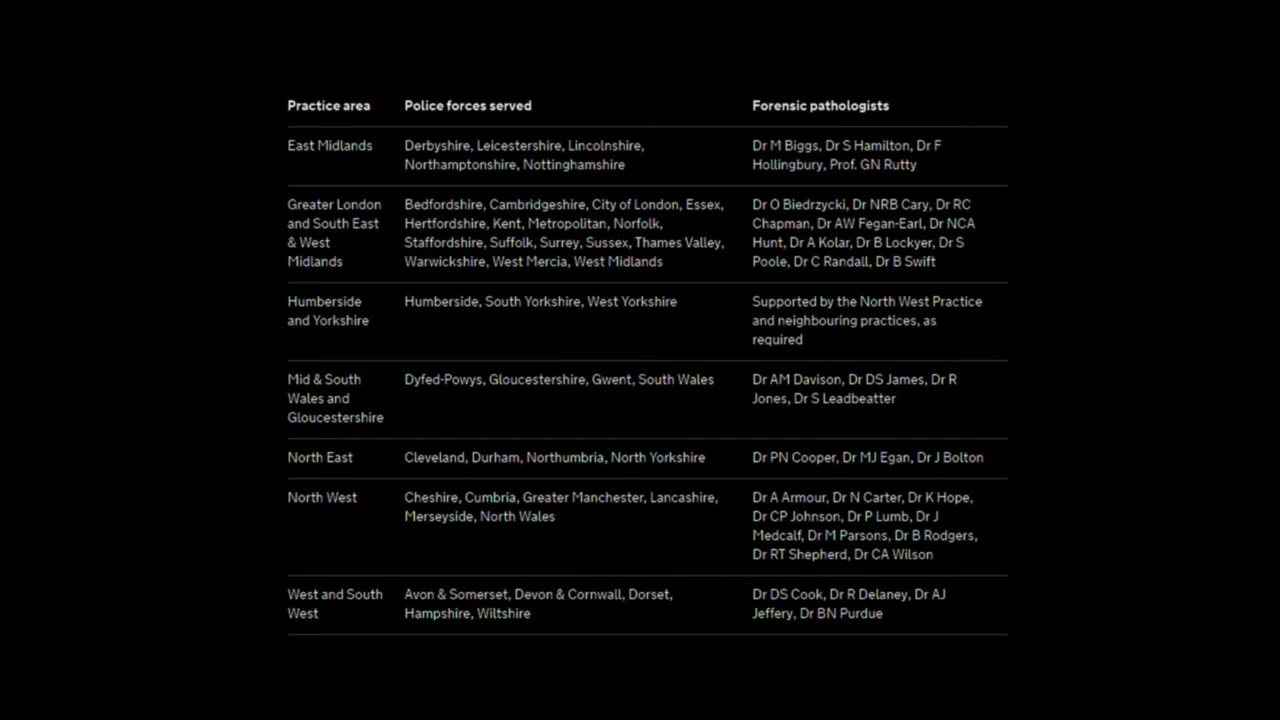 Practice area Police forces served Forensic pathologists
East Midlands Derbyshire, Leicestershire, Lincolnshire, Dr M Biggs, Dr S Hamilton, Dr F
Northamptonshire, Nottinghamshire Hollingbury, Prof. GN Rutty
Greater London Bedfordshire, Cambridgeshire, City of London, Essex, Dr O Biedrzycki, Dr NRB Cary, Dr RC
and South East Hertfordshire, Kent, Metropolitan, Norfolk, Chapman, Dr AW Fegan-Earl, Dr NCA
& West Staffordshire, Suffolk, Surrey, Sussex, Thames Valley, Hunt, Dr A Kolar, Dr B Lockyer, Dr S
Midlands Warwickshire, West Mercia, West Midlands Poole, Dr C Randall, Dr B Swift
Humberside Humberside, South Yorkshire, West Yorkshire Supported by the North West Practice
and Yorkshire and neighbouring practices, as
required
Mid & South Dyfed-Powys, Gloucestershire, Gwent, South Wales Dr AM Davison, Dr DS James, Dr R
Wales and Jones, Dr S Leadbeatter
Gloucestershire
North East Cleveland, Durham, Northumbria, North Yorkshire Dr PN Cooper, Dr MJ Egan, Dr J Bolton
North West Cheshire, Cumbria, Greater Manchester, Lancashire, Dr A Armour, Dr N Carter, Dr K Hope,
Merseyside, North Wales Dr CP Johnson, Dr P Lumb, Dr J
Medcalf, Dr M Parsons, Dr B Rodgers,
Dr RT Shepherd, Dr CA Wilson
West and South Avon & Somerset, Devon & Cornwall, Dorset, Dr DS Cook, Dr R Delaney, Dr AJ
West Hampshire, Wiltshire Jeffery, Dr BN Purdue